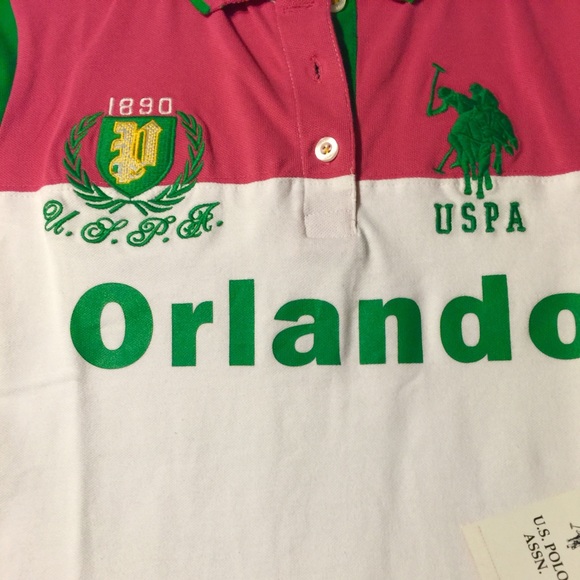 1890
P
U.S.P.A.
USPA
Orlando
U.S. POLO
ASSN.